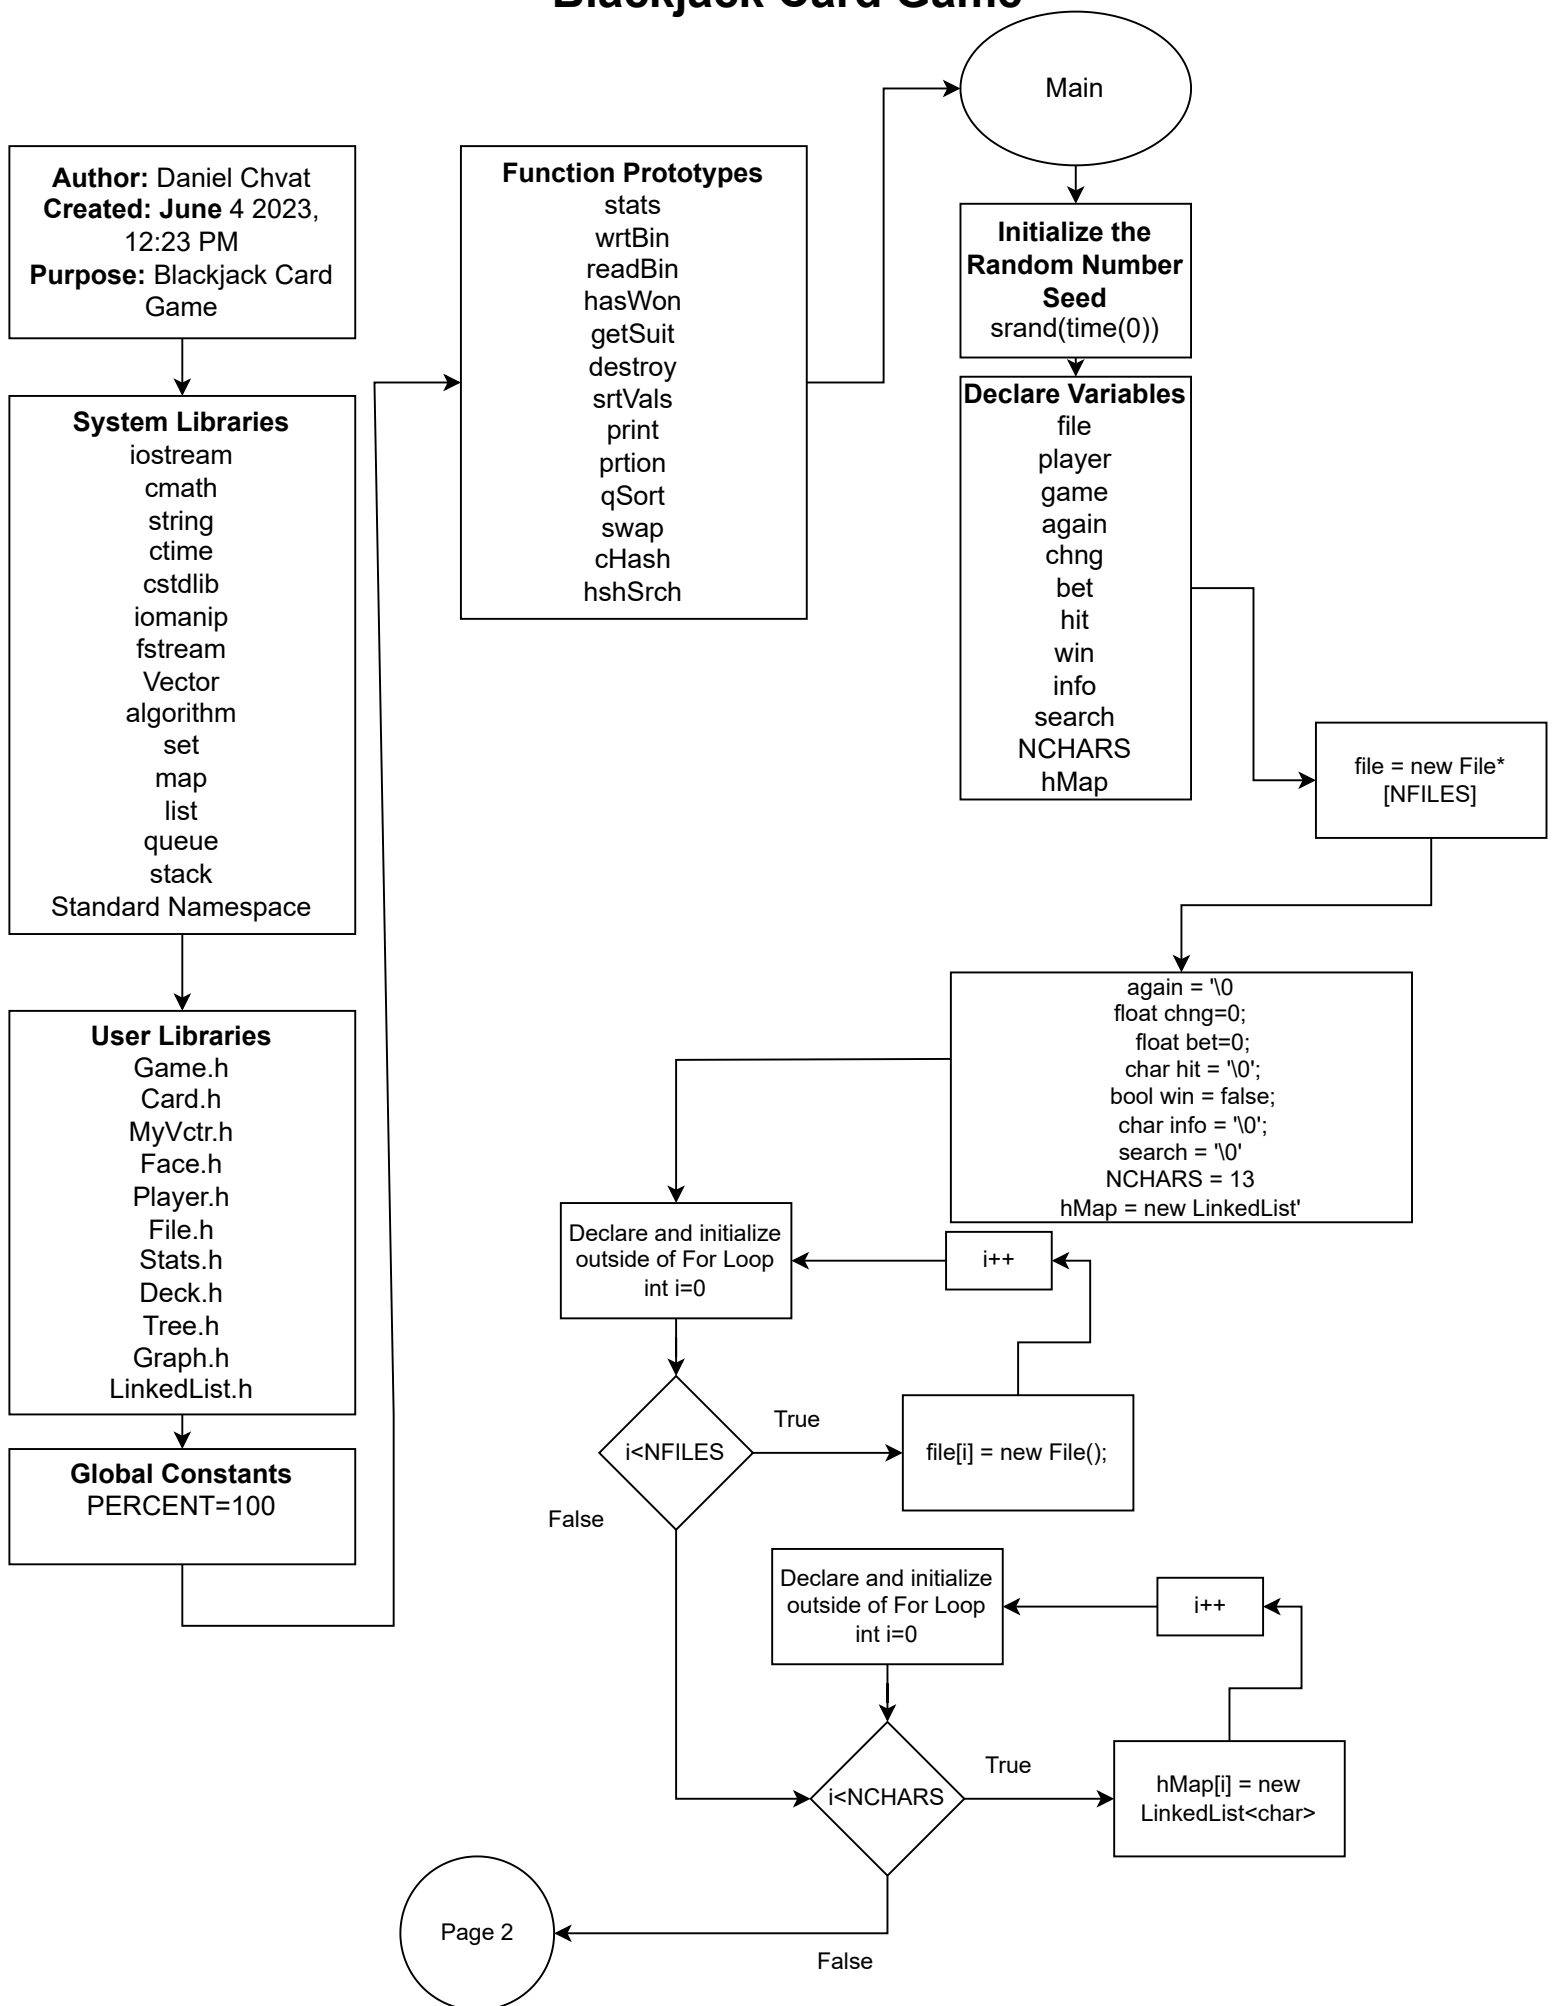 Blackjack Card Game
Author: Daniel Chvat
Created: June 4 2023,
12:23 PM
Purpose: Blackjack Card
Game
System Libraries
iostream
cmath
string
ctime
cstdlib
iomanip
fstream
Vector
algorithm
set
map
list
queue
stack
Standard Namespace
User Libraries
Game.h
Card.h
MyVctr.h
Face.h
Player.h
File.h
Stats.h
Deck.h
Tree.h
Graph.h
LinkedList.h
Global Constants
PERCENT=100
Function Prototypes
stats
wrtBin
readBin
hasWon
getSuit
destroy
srtVals
print
prtion
qSort
swap
cHash
hshSrch
Main
Initialize the
Random Number
Seed
srand(time(0))
Declare Variables
file
player
game
again
chng
bet
hit
win
info
search
NCHARS
hMap
file = new File*
[NFILES]
again = '\0
float chng=0;
float bet=0;
char hit = '\0';
bool win = false;
char info = '\0';
search = '\0'
NCHARS = 13
hMap = new LinkedList'
Declare and initialize
outside of For Loop
int i=0
i++
i<NFILES
True
file[i] = new File();
False
Declare and initialize
outside of For Loop
int i=0
i++
i<NCHARS
True
hMap[i] = new
LinkedList<char>
False
Page 2